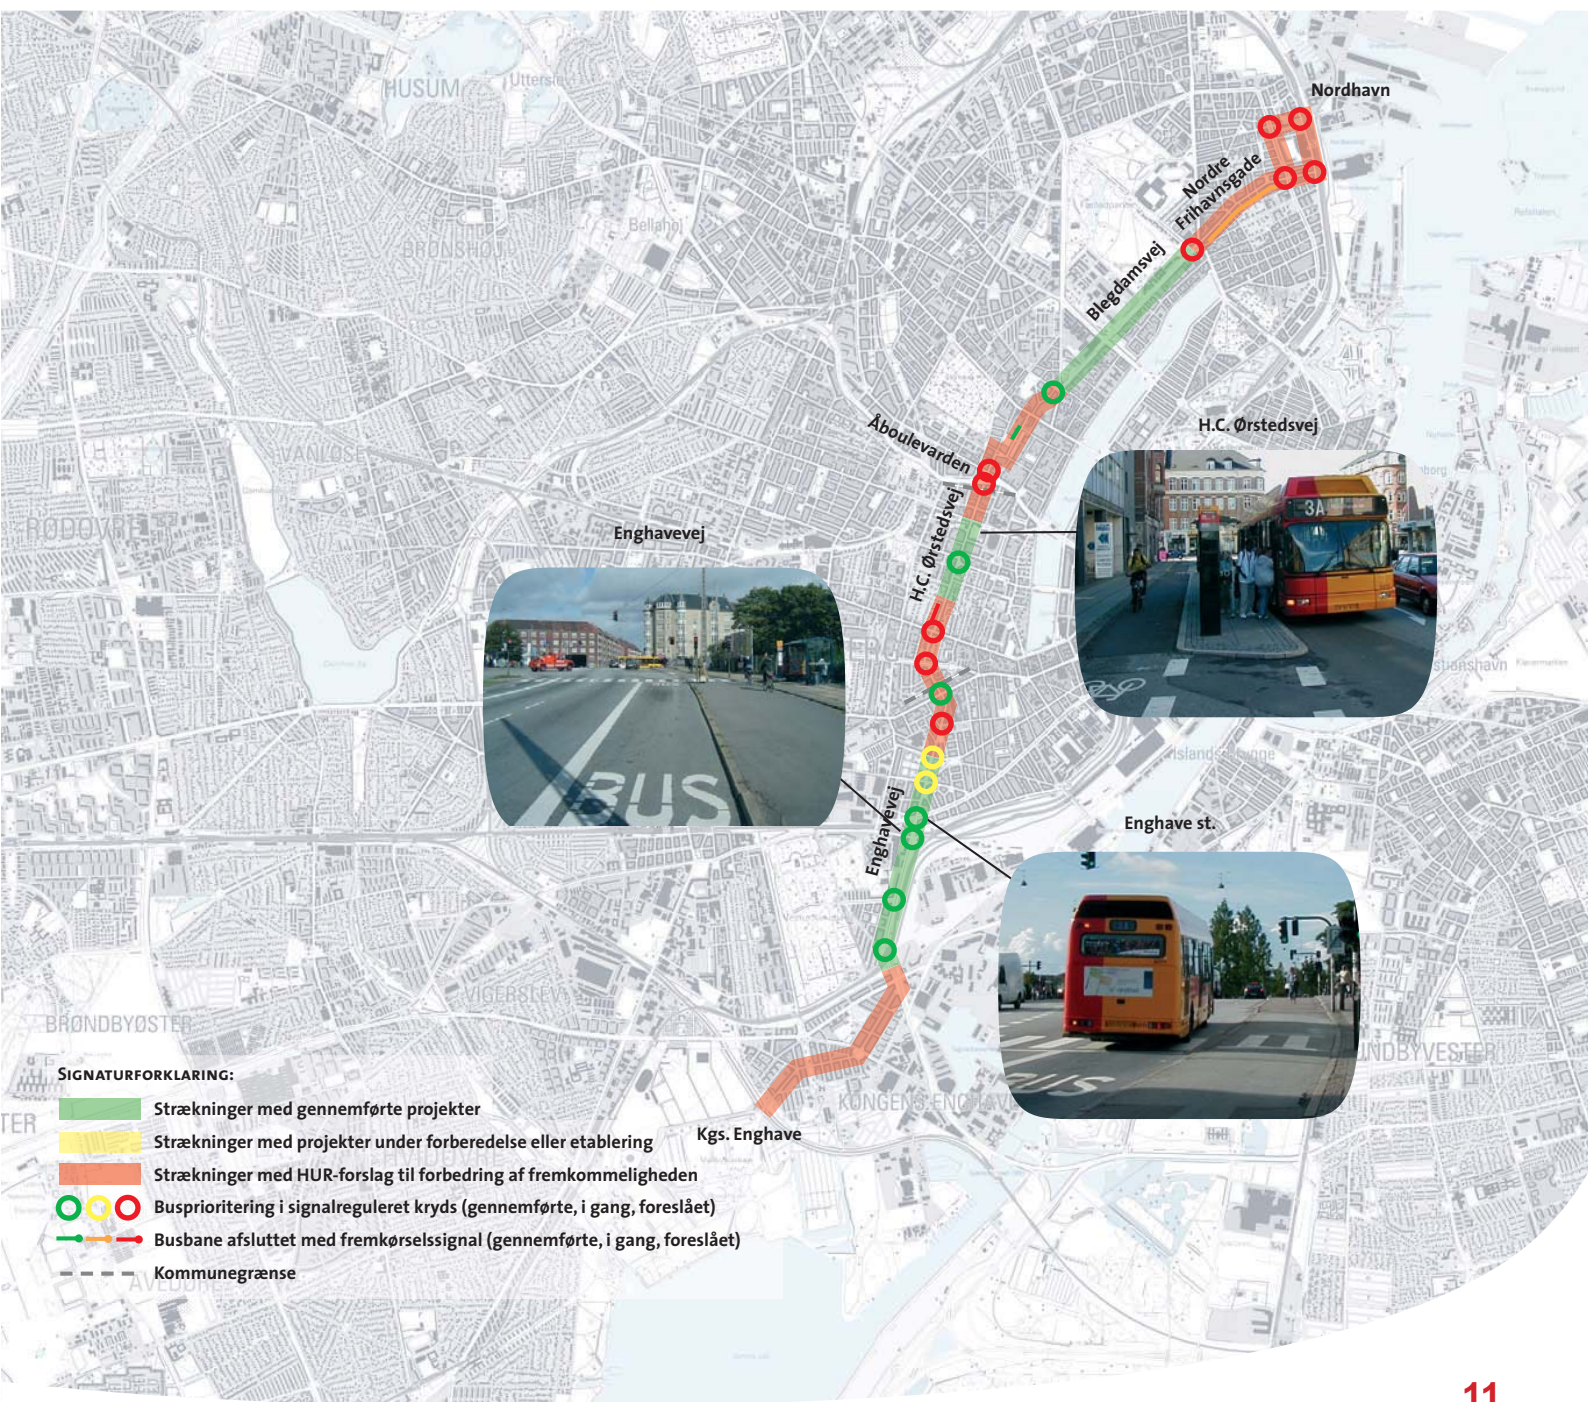 HUSUM
Utterslev
Nordhavn
Nordre
Frihavnsgade
Bellahøj
Blegdamsvej
H.C. Ørstedsvej
Åboulevarden
RØDOVRE
Enghavevej
H.C. Ørstedsvej
3A
BUS
Islands Brygge
Enghavevej
Enghave st.
BUS
VIGERSLEV
BRØNDBYØSTER
SUNDBYVESTER
KONGENS ENGHAVE
Kgs. Enghave
SIGNATURFORKLARING:
Strækninger med gennemførte projekter
Strækninger med projekter under forberedelse eller etablering
Strækninger med HUR-forslag til forbedring af fremkommeligheden
Busprioritering i signalreguleret kryds (gennemførte, i gang, foreslået)
Busbane afsluttet med fremkørselssignal (gennemførte, i gang, foreslået)
Kommunegrænse
AVEDØRE
11